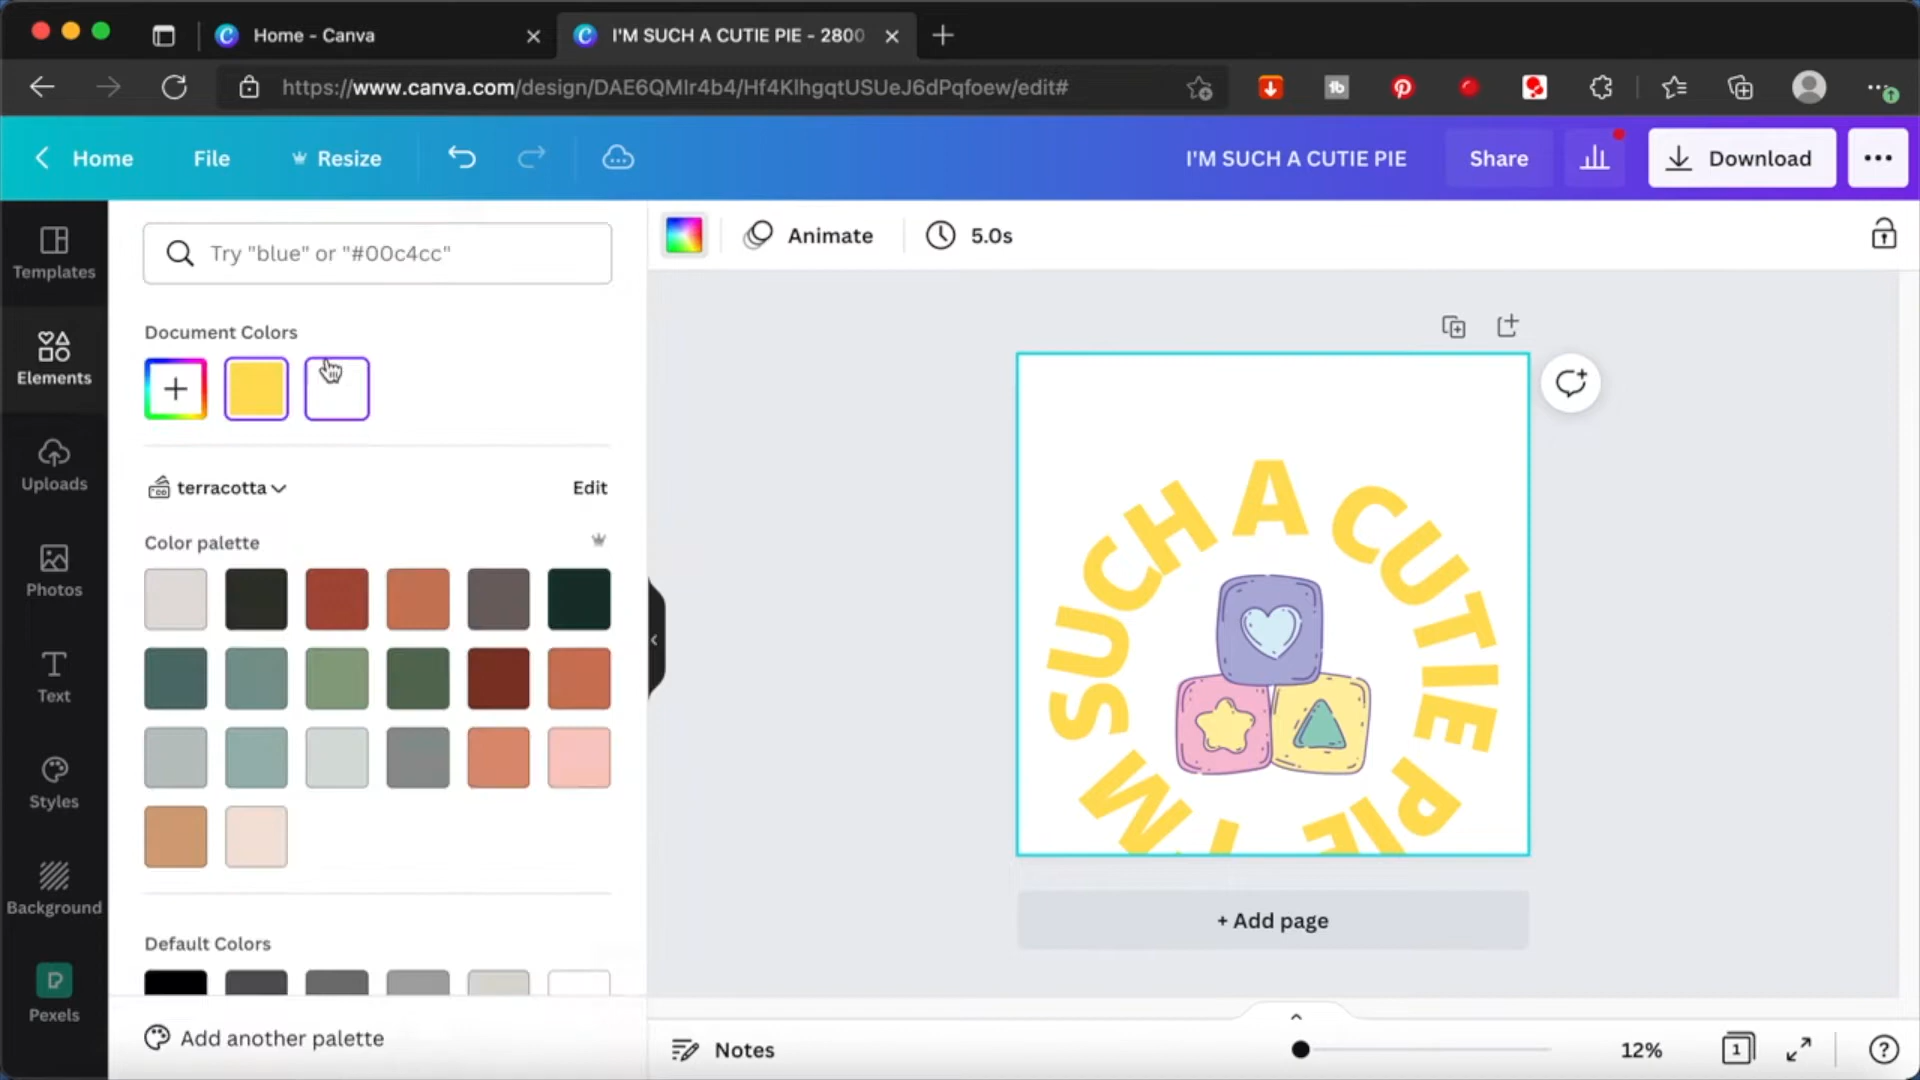 Home - Canva
I'M SUCH A CUTIE PIE - 2800
https://www.canva.com/design/DAE6QMIr4b4/Hf4KlhgqtUSUeJ6dPqfoew/edit#
Home
File
Resize
I'M SUCH A CUTIE PIE
Share
Download
Templates
Elements
Uploads
Photos
Text
Styles
Background
Pexels
Try "blue" or "#00c4cc"
Document Colors
terracotta
Edit
Color palette
Default Colors
Add another palette
Animate
5.0s
I'M SUCH A CUTIE PIE
+ Add page
Notes
12%
1